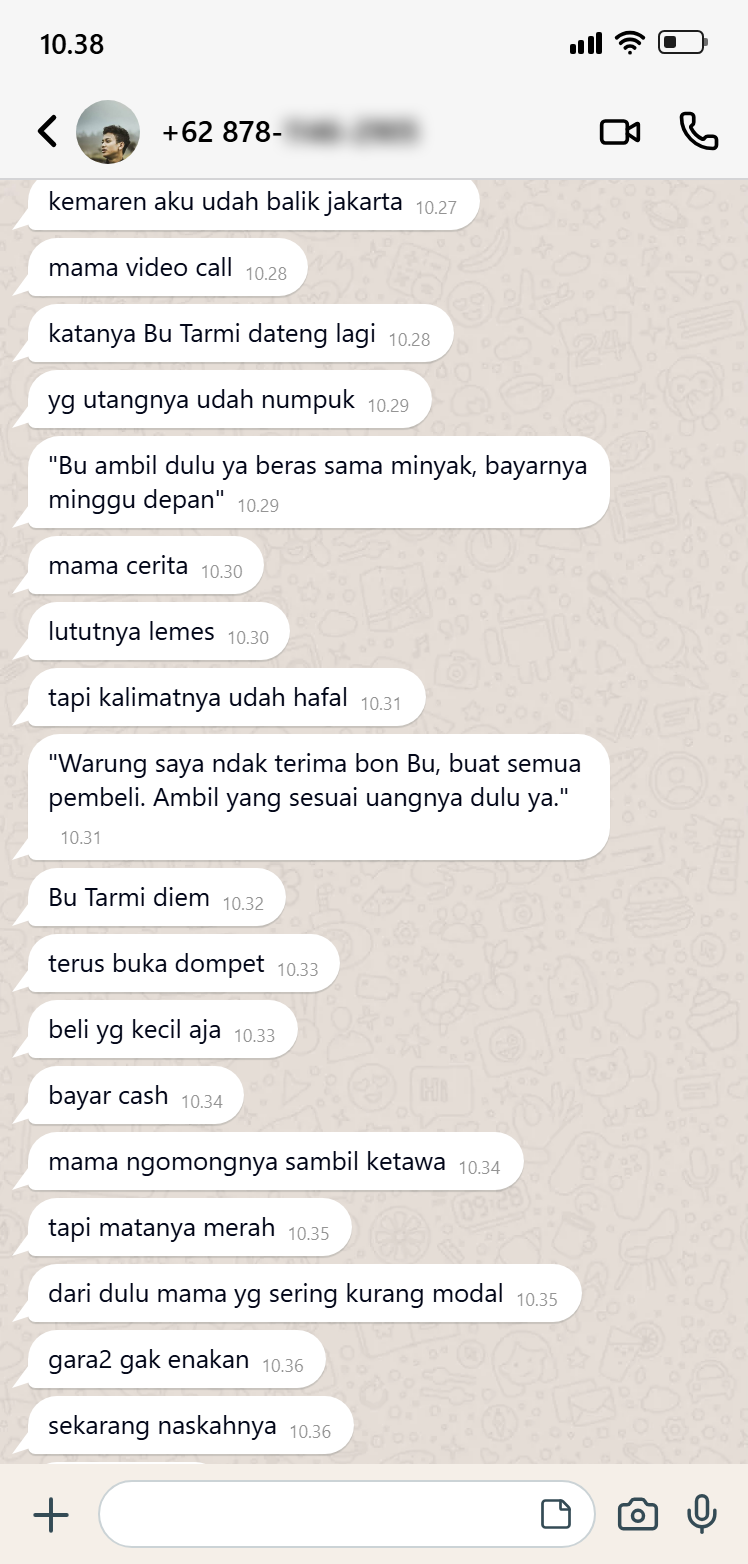 10.38
+62 878-
kemaren aku udah balik jakarta 10.27
mama video call 10.28
katanya Bu Tarmi dateng lagi 10.28
yg utangnya udah numpuk 10.29
"Bu ambil dulu ya beras sama minyak, bayarnya
minggu depan" 10.29
mama cerita 10.30
lututnya lemes 10.30
tapi kalimatnya udah hafal 10.31
"Warung saya ndak terima bon Bu, buat semua
pembeli. Ambil yang sesuai uangnya dulu ya."
10.31
Bu Tarmi diem 10.32
terus buka dompet 10.33
beli yg kecil aja 10.33
bayar cash 10.34
mama ngomongnya sambil ketawa 10.34
tapi matanya merah 10.35
dari dulu mama yg sering kurang modal 10.35
gara2 gak enakan 10.36
sekarang naskahnya 10.36